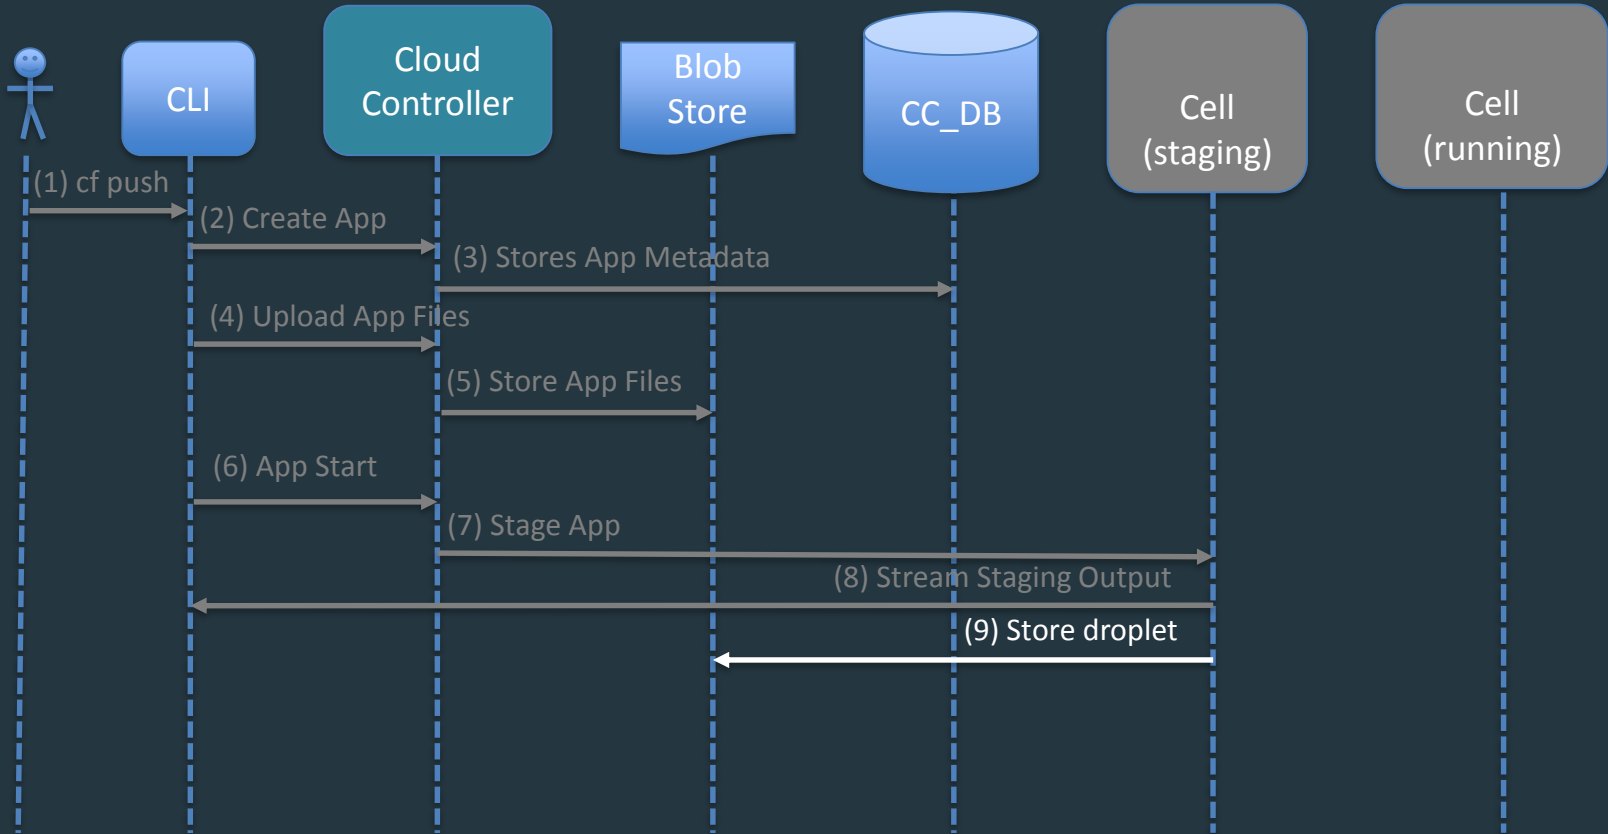 CLI
Cloud
Controller
Blob
Store
CC_DB
Cell
(staging)
Cell
(running)
(1) cf push
(2) Create App
(3) Stores App Metadata
(4) Upload App Files
(5) Store App Files
(6) App Start
(7) Stage App
(8) Stream Staging Output
(9) Store droplet